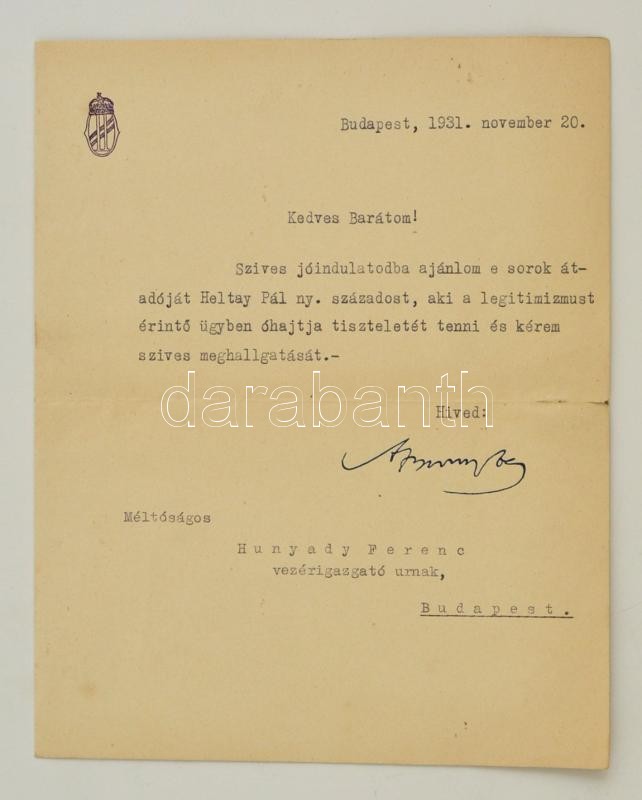 Budapest, 1931. november 20.
Kedves Barátom!
Szives jóindulatodba ajánlom e sorok át-
adóját Heltay Pál ny. századost, aki a legitimizmust
érintő ügyben óhajtja tiszteletét tenni és kérem
szives meghallgatását.-
darabanth
Hived:
Méltóságos
Hunyady Ferenc
vezérigazgató urnak,
Budapest.